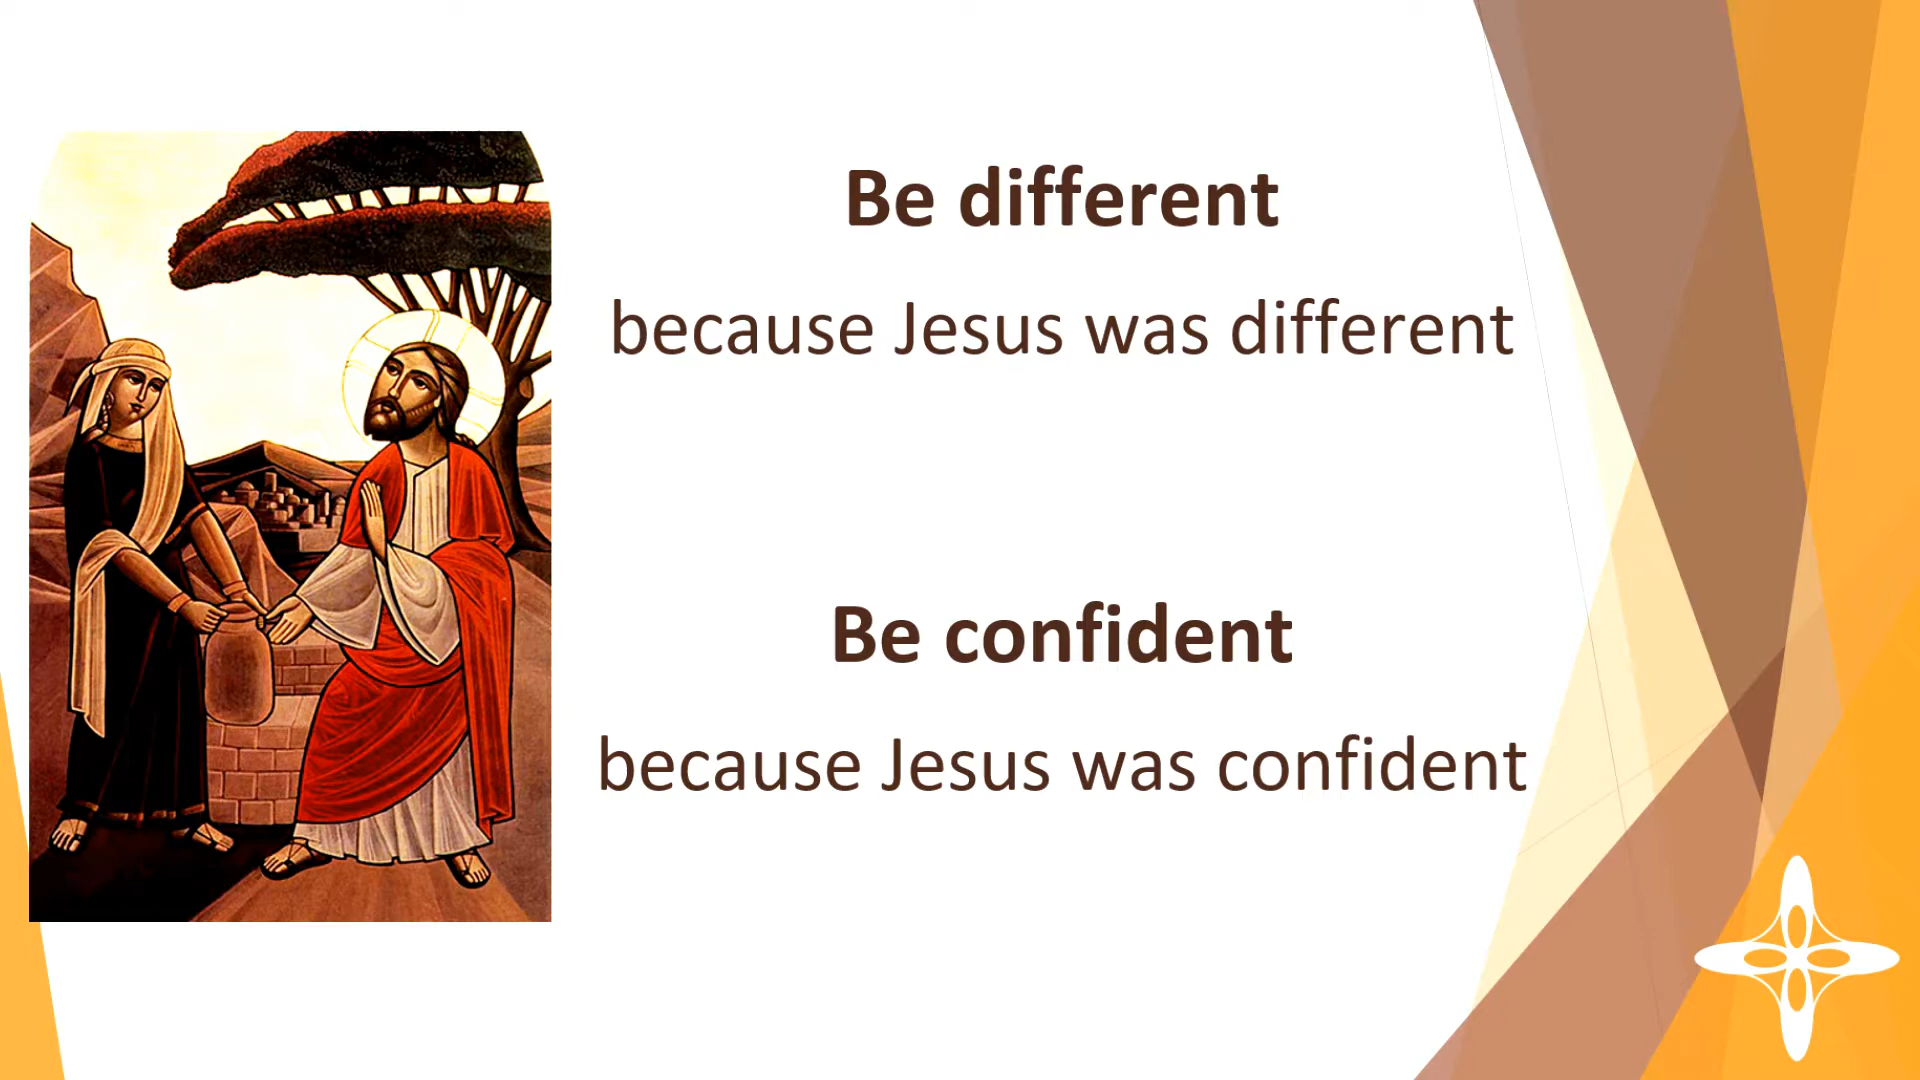 Be different
because Jesus was different
Be confident
because Jesus was confident